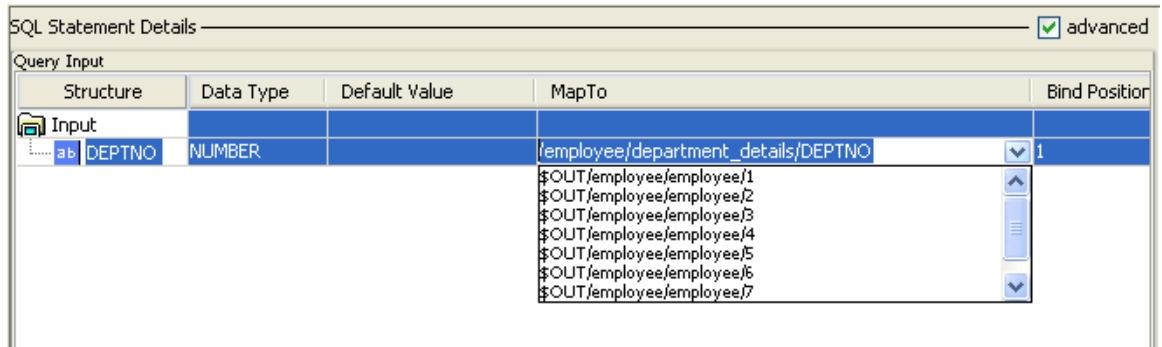 SQL Statement Details
advanced
Query Input
Structure Data Type Default Value MapTo Bind Position
Input
ab DEPTNO NUMBER /employee/department_details/DEPTNO 1
$OUT/employee/employee/1
$OUT/employee/employee/2
$OUT/employee/employee/3
$OUT/employee/employee/4
$OUT/employee/employee/5
$OUT/employee/employee/6
$OUT/employee/employee/7